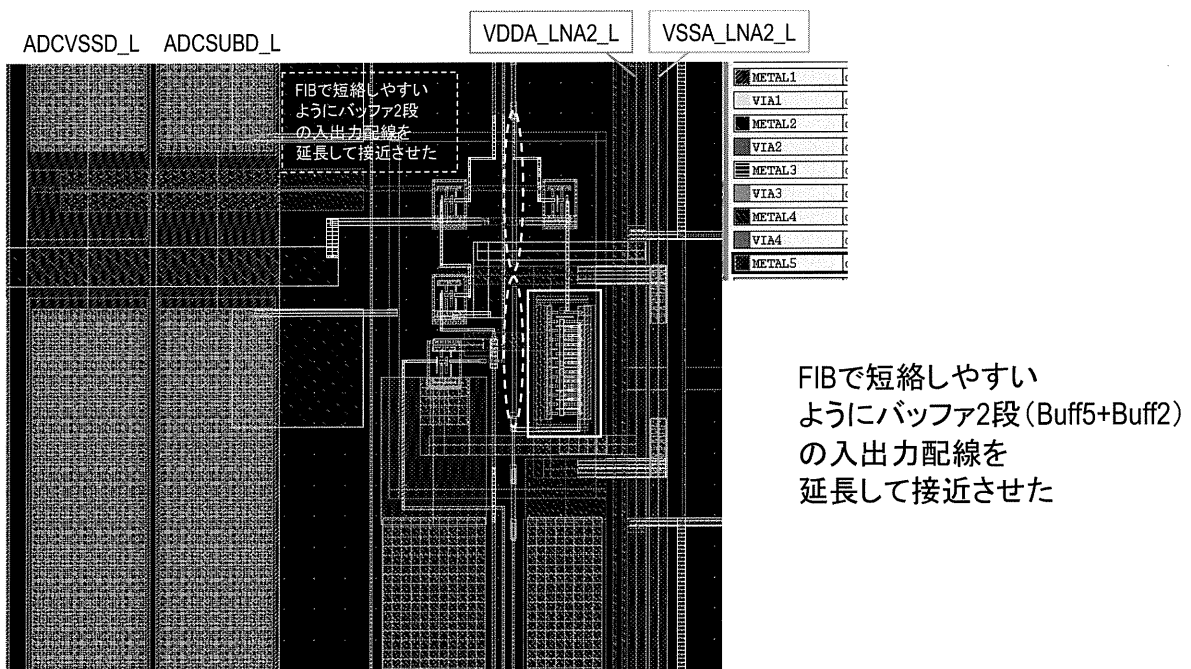 ADCVSSD_L ADCSUBD_L
VDDA_LNA2_L
VSSA_LNA2_L
FIBで短絡しやすい
ようにバッファ2段
の入出力配線を
延長して接近させた
METAL1
VIA1
METAL2
VIA2
METAL3
VIA3
METAL4
VIA4
METAL5
FIBで短絡しやすい
ようにバッファ2段(Buff5+Buff2)
の入出力配線を
延長して接近させた